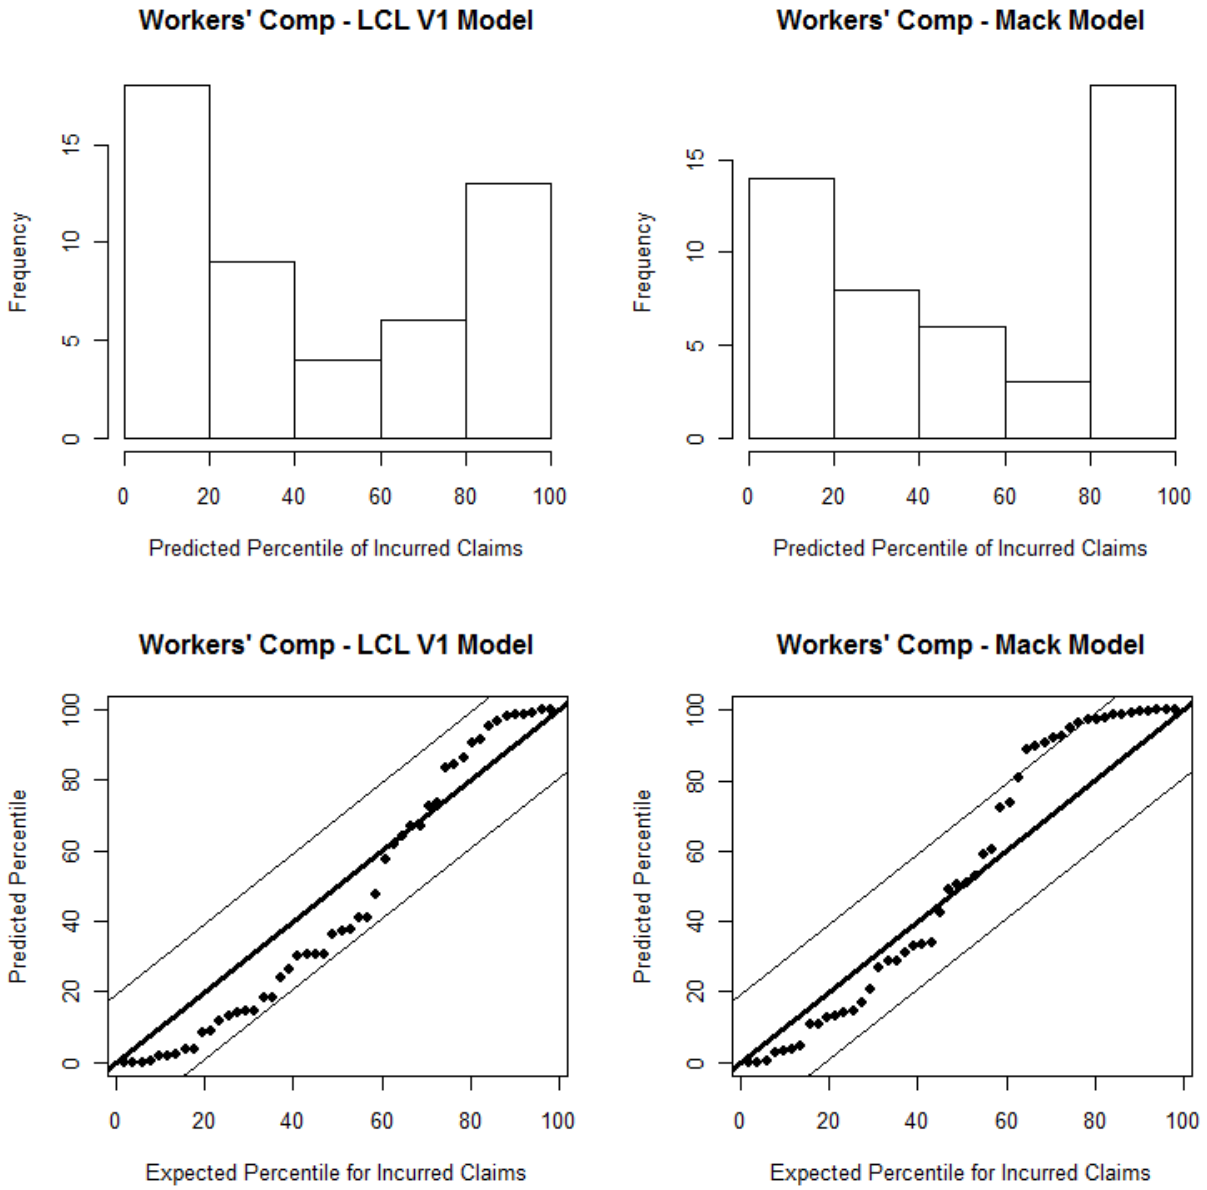 Workers' Comp - LCL V1 Model
Frequency
0
5
10
15
0 20 40 60 80 100
Predicted Percentile of Incurred Claims
Workers' Comp - Mack Model
Frequency
0
5
10
15
0 20 40 60 80 100
Predicted Percentile of Incurred Claims
Workers' Comp - LCL V1 Model
Predicted Percentile
0
20
40
60
80
100
0 20 40 60 80 100
Expected Percentile for Incurred Claims
Workers' Comp - Mack Model
Predicted Percentile
0
20
40
60
80
100
0 20 40 60 80 100
Expected Percentile for Incurred Claims